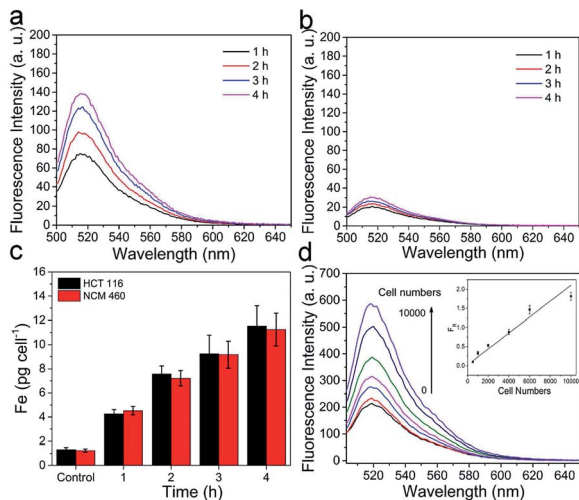 a
Fluorescence Intensity (a. u.)
200
180
160
140
120
100
80
60
40
20
0
1 h
2 h
3 h
4 h
500 520 540 560 580 600 620 640
Wavelength (nm)
b
Fluorescence Intensity (a. u.)
200
180
160
140
120
100
80
60
40
20
0
1 h
2 h
3 h
4 h
500 520 540 560 580 600 620 640
Wavelength (nm)
c
Fe (pg cell⁻¹)
16
14
12
10
8
6
4
2
0
HCT 116
NCM 460
Control 1 2 3 4
Time (h)
d
Fluorescence Intensity (a. u.)
700
600
500
400
300
200
100
0
Cell numbers
10000
0
F_R
2.0
1.5
1.0
0.5
0.0
0 2000 4000 6000 8000 10000
Cell Numbers
520 540 560 580 600 620 640
Wavelength (nm)